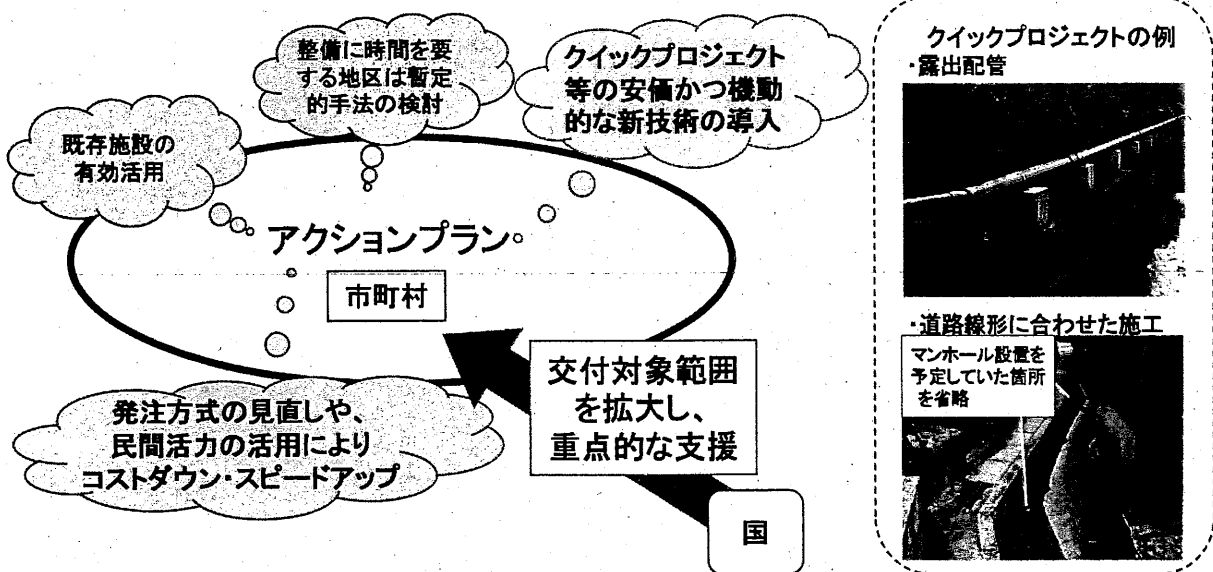 整備に時間を要
する地区は暫定
的手法の検討
クイックプロジェクト
等の安価かつ機動
的な新技術の導入
既存施設の
有効活用
アクションプラン
市町村
発注方式の見直しや、
民間活力の活用により
コストダウン・スピードアップ
交付対象範囲
を拡大し、
重点的な支援
国
クイックプロジェクトの例
・露出配管
・道路線形に合わせた施工
マンホール設置を
予定していた箇所
を省略